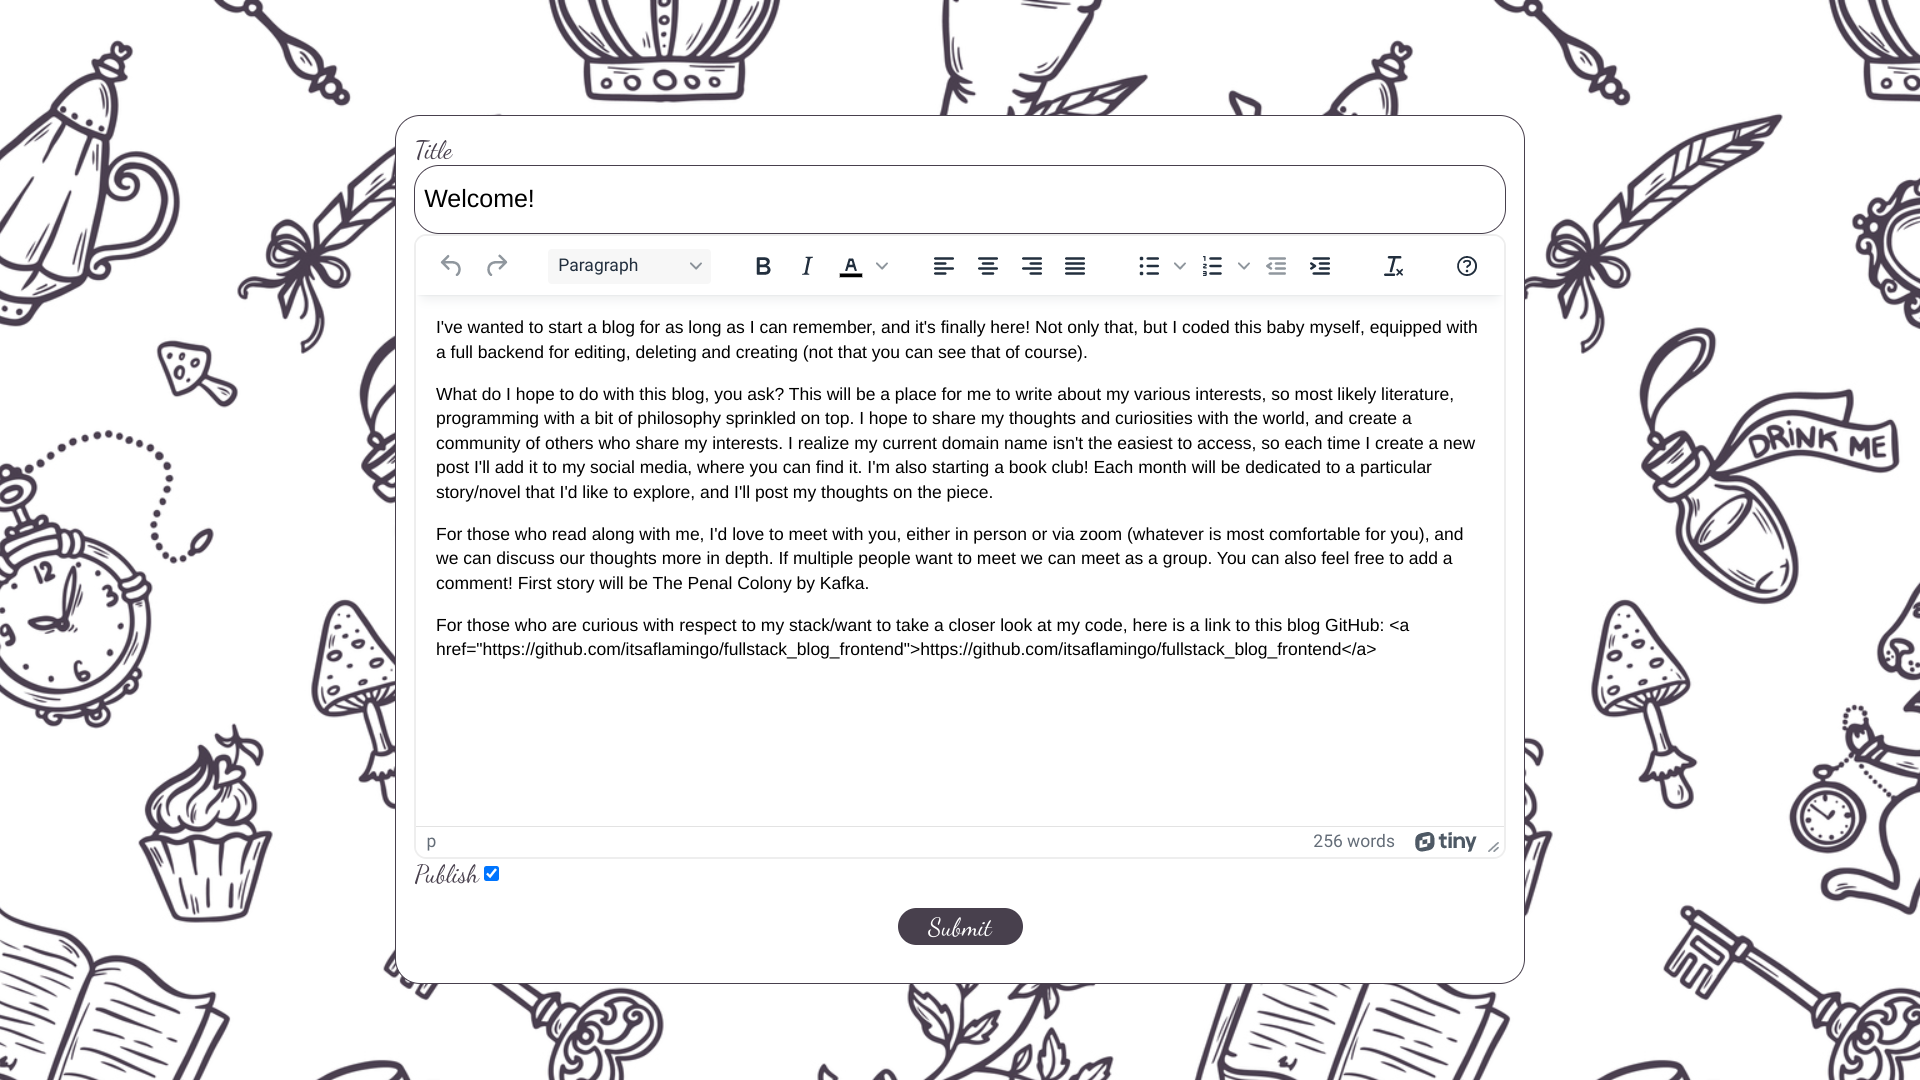 Title
Welcome!
Paragraph
B I A
I've wanted to start a blog for as long as I can remember, and it's finally here! Not only that, but I coded this baby myself, equipped with
a full backend for editing, deleting and creating (not that you can see that of course).
What do I hope to do with this blog, you ask? This will be a place for me to write about my various interests, so most likely literature,
programming with a bit of philosophy sprinkled on top. I hope to share my thoughts and curiosities with the world, and create a
community of others who share my interests. I realize my current domain name isn't the easiest to access, so each time I create a new
post I'll add it to my social media, where you can find it. I'm also starting a book club! Each month will be dedicated to a particular
story/novel that I'd like to explore, and I'll post my thoughts on the piece.
For those who read along with me, I'd love to meet with you, either in person or via zoom (whatever is most comfortable for you), and
we can discuss our thoughts more in depth. If multiple people want to meet we can meet as a group. You can also feel free to add a
comment! First story will be The Penal Colony by Kafka.
For those who are curious with respect to my stack/want to take a closer look at my code, here is a link to this blog GitHub: <a
href="https://github.com/itsaflamingo/fullstack_blog_frontend">https://github.com/itsaflamingo/fullstack_blog_frontend</a>
p
256 words
tiny
Publish
Submit
DRINK ME
12
3
6
9